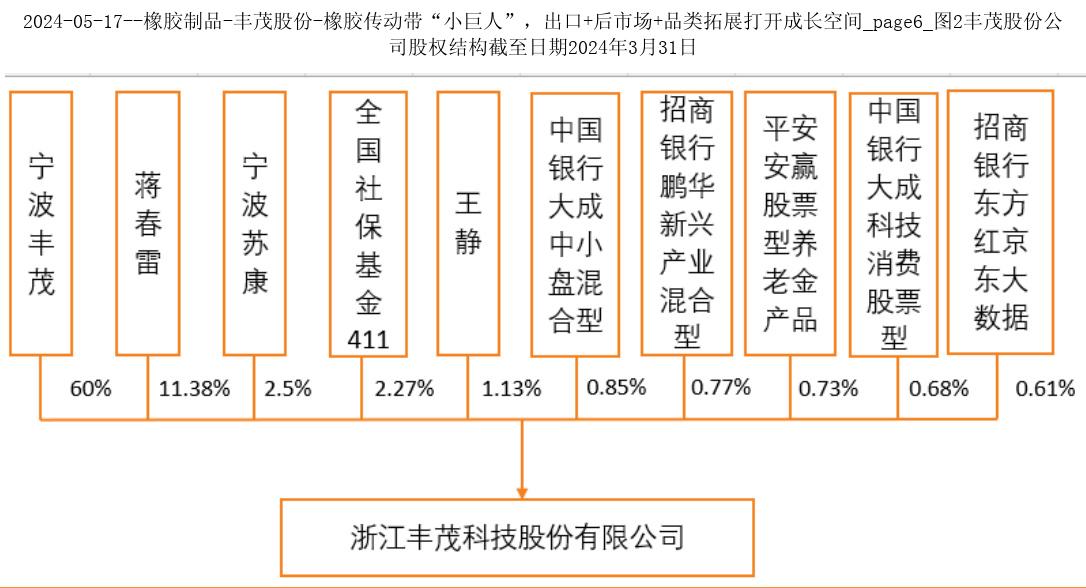 2024-05-17--橡胶制品-丰茂股份-橡胶传动带“小巨人”，出口+后市场+品类拓展打开成长空间_page6_图2丰茂股份公
司股权结构截至日期2024年3月31日
宁
波
丰
茂
蒋
春
雷
宁
波
苏
康
全
国
社
保
基
金
411
王
静
中国
银行
大成
中小
盘混
合型
招商
银行
鹏华
新兴
产业
混合
型
平安
安赢
股票
型养
老金
产品
中国
银行
大成
科技
消费
股票
型
招商
银行
东方
红京
东大
数据
60%
11.38%
2.5%
2.27%
1.13%
0.85%
0.77%
0.73%
0.68%
0.61%
浙江丰茂科技股份有限公司